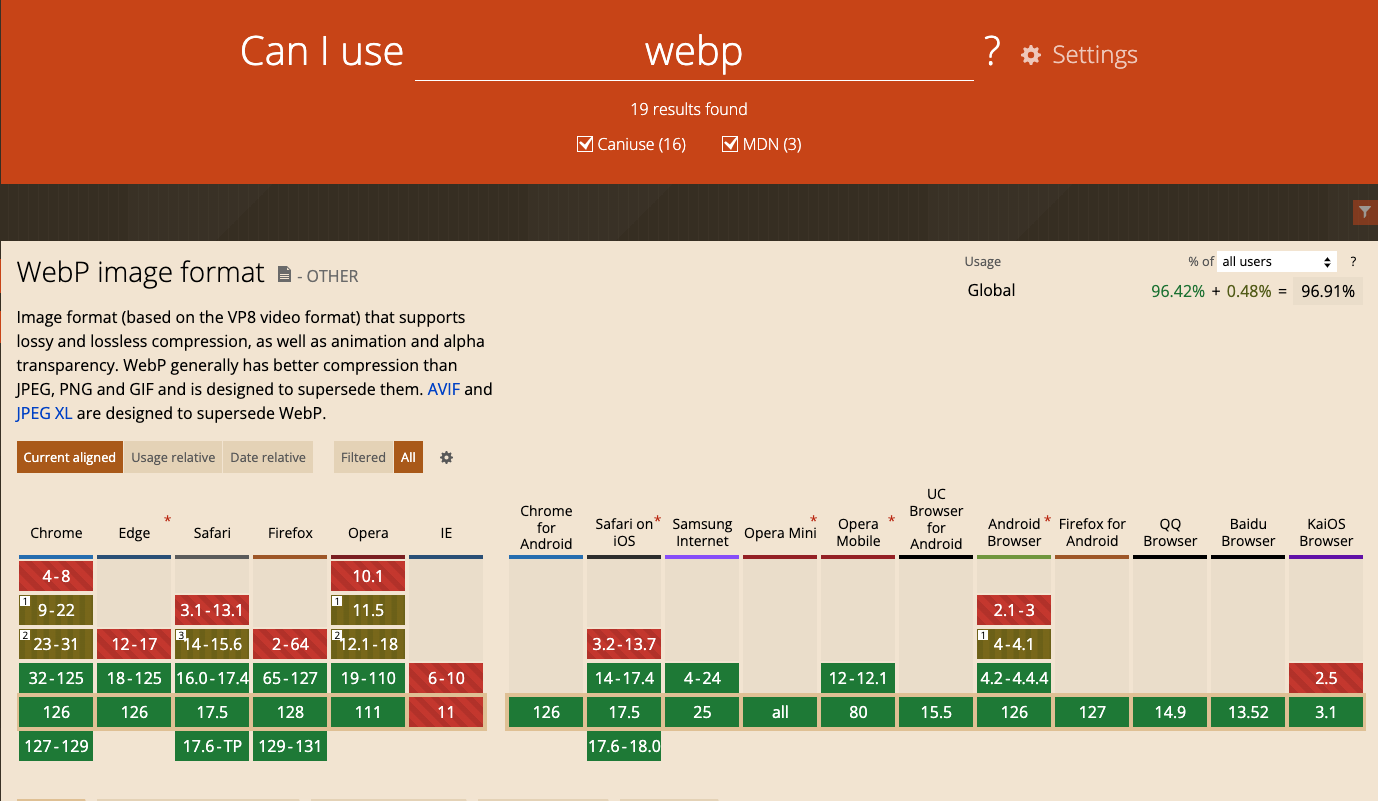 Can I use webp ? Settings
19 results found
Caniuse (16) MDN (3)
WebP image format - OTHER
Usage % of all users ?
Global 96.42% + 0.48% = 96.91%
Image format (based on the VP8 video format) that supports
lossy and lossless compression, as well as animation and alpha
transparency. WebP generally has better compression than
JPEG, PNG and GIF and is designed to supersede them. AVIF and
JPEG XL are designed to supersede WebP.
Current aligned Usage relative Date relative Filtered All
Chrome
Edge *
Safari
Firefox
Opera
IE
Chrome
for
Android
Safari on *
iOS
Samsung
Internet
Opera Mini *
Opera *
Mobile
UC
Browser
for
Android
Android *
Browser
Firefox for
Android
QQ
Browser
Baidu
Browser
KaiOS
Browser
4-8 10.1
1 9-22 3.1-13.1 1 11.5 2.1-3
2 23-31 12-17 3 14-15.6 2-64 2 12.1-18 3.2-13.7 1 4-4.1
32-125 18-125 16.0-17.4 65-127 19-110 6-10 14-17.4 4-24 12-12.1 4.2-4.4.4 2.5
126 126 17.5 128 111 11 126 17.5 25 all 80 15.5 126 127 14.9 13.52 3.1
127-129 17.6-TP 129-131 17.6-18.0